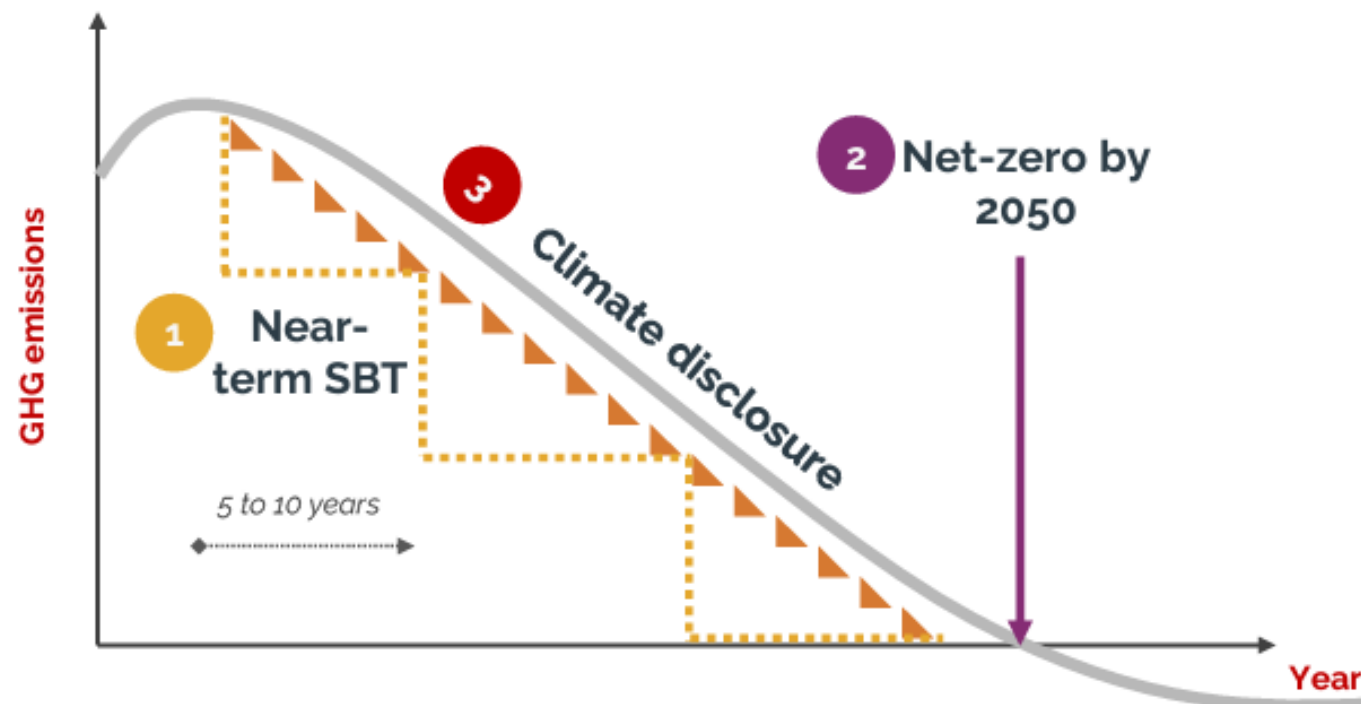 GHG emissions
1
Near-
term SBT
5 to 10 years
3
Climate disclosure
2
Net-zero by
2050
Year